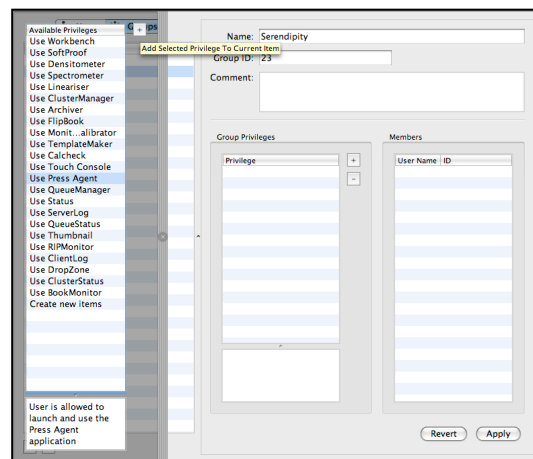 Groups
Available Privileges +
Add Selected Privilege To Current Item
Use Workbench
Use SoftProof
Use Densitometer
Use Spectrometer
Use Lineariser
Use ClusterManager
Use Archiver
Use FlipBook
Use Monit...alibrator
Use TemplateMaker
Use Calcheck
Use Touch Console
Use Press Agent
Use QueueManager
Use Status
Use ServerLog
Use QueueStatus
Use Thumbnail
Use RIPMonitor
Use ClientLog
Use DropZone
Use ClusterStatus
Use BookMonitor
Create new items
User is allowed to
launch and use the
Press Agent
application
Name: Serendipity
Group ID: 23
Comment:
Group Privileges
Privilege
+
-
Members
User Name ID
Revert Apply